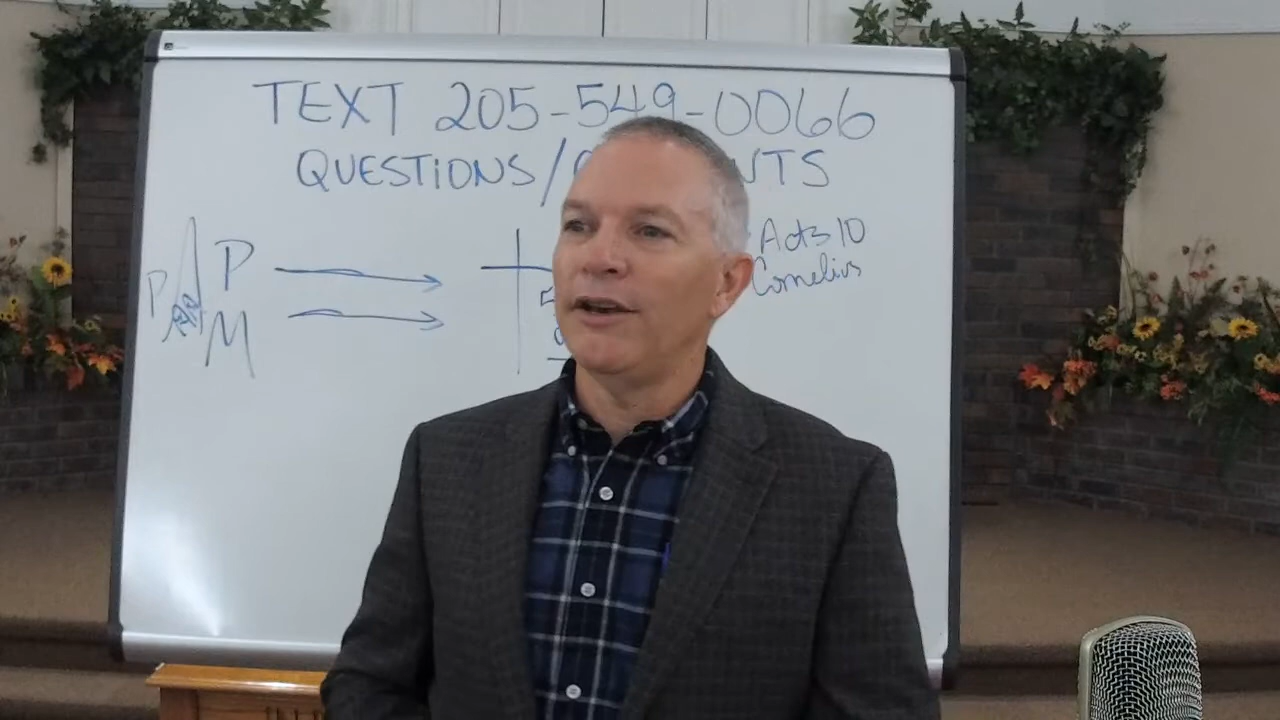 TEXT 205-549-0066
QUESTIONS/
Acts 10
Cornelius
P P
M